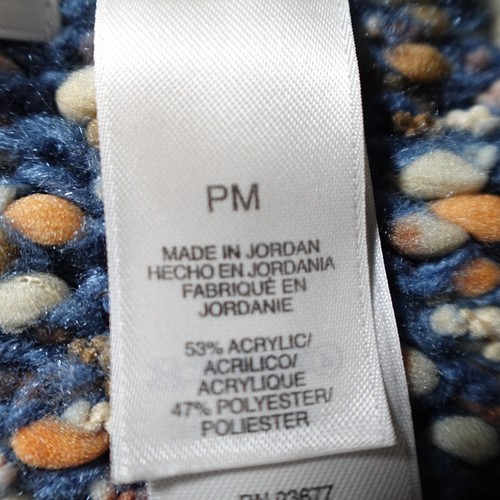 PM
MADE IN JORDAN
HECHO EN JORDANIA
FABRIQUÉ EN
JORDANIE
53% ACRYLIC/
ACRILICO/
ACRYLIQUE
47% POLYESTER/
POLIESTER